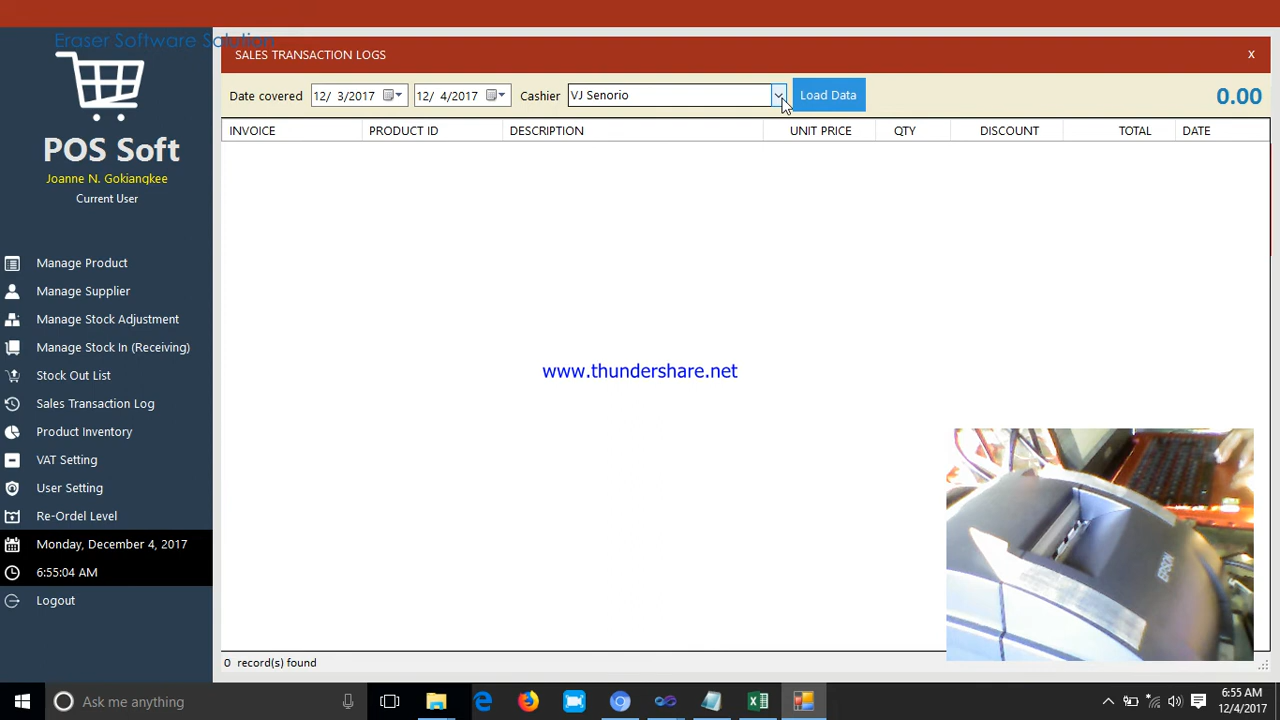 Eraser Software Solution
POS Soft
Joanne N. Gokiangkee
Current User
Manage Product
Manage Supplier
Manage Stock Adjustment
Manage Stock In (Receiving)
Stock Out List
Sales Transaction Log
Product Inventory
VAT Setting
User Setting
Re-Ordel Level
Monday, December 4, 2017
6:55:04 AM
Logout
SALES TRANSACTION LOGS x
Date covered 12/ 3/2017 12/ 4/2017 Cashier VJ Senorio Load Data 0.00
INVOICE PRODUCT ID DESCRIPTION UNIT PRICE QTY DISCOUNT TOTAL DATE
www.thundershare.net
EPSON
0 record(s) found
Ask me anything
6:55 AM
12/4/2017